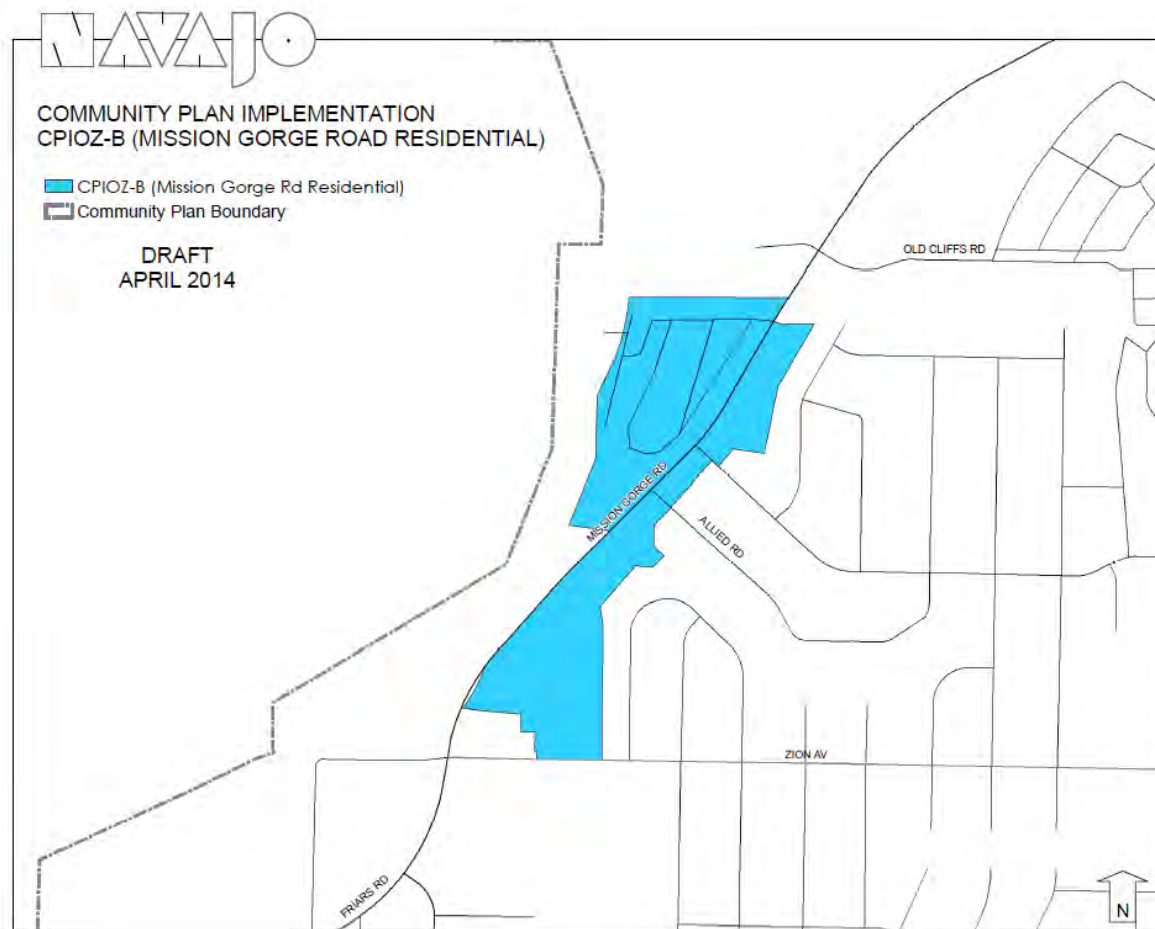 NAVAJO
COMMUNITY PLAN IMPLEMENTATION
CPIOZ-B (MISSION GORGE ROAD RESIDENTIAL)
CPIOZ-B (Mission Gorge Rd Residential)
Community Plan Boundary
DRAFT
APRIL 2014
OLD CLIFFS RD
MISSION GORGE RD
ALLIED RD
ZION AV
FRIARS RD
N